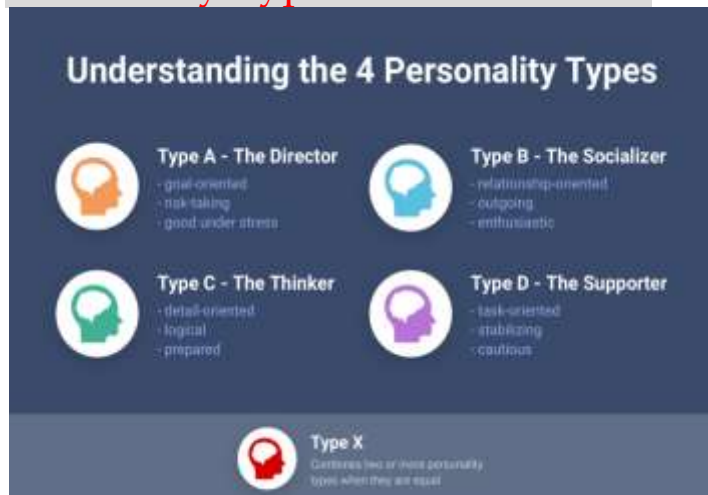 Understanding the 4 Personality Types
Type A - The Director
- goal-oriented
- risk-taking
- good under stress
Type B - The Socializer
- relationship-oriented
- outgoing
- enthusiastic
Type C - The Thinker
- detail-oriented
- logical
- prepared
Type D - The Supporter
- task-oriented
- stabilizing
- cautious
Type X
Combines two or more personality
types when they are equal